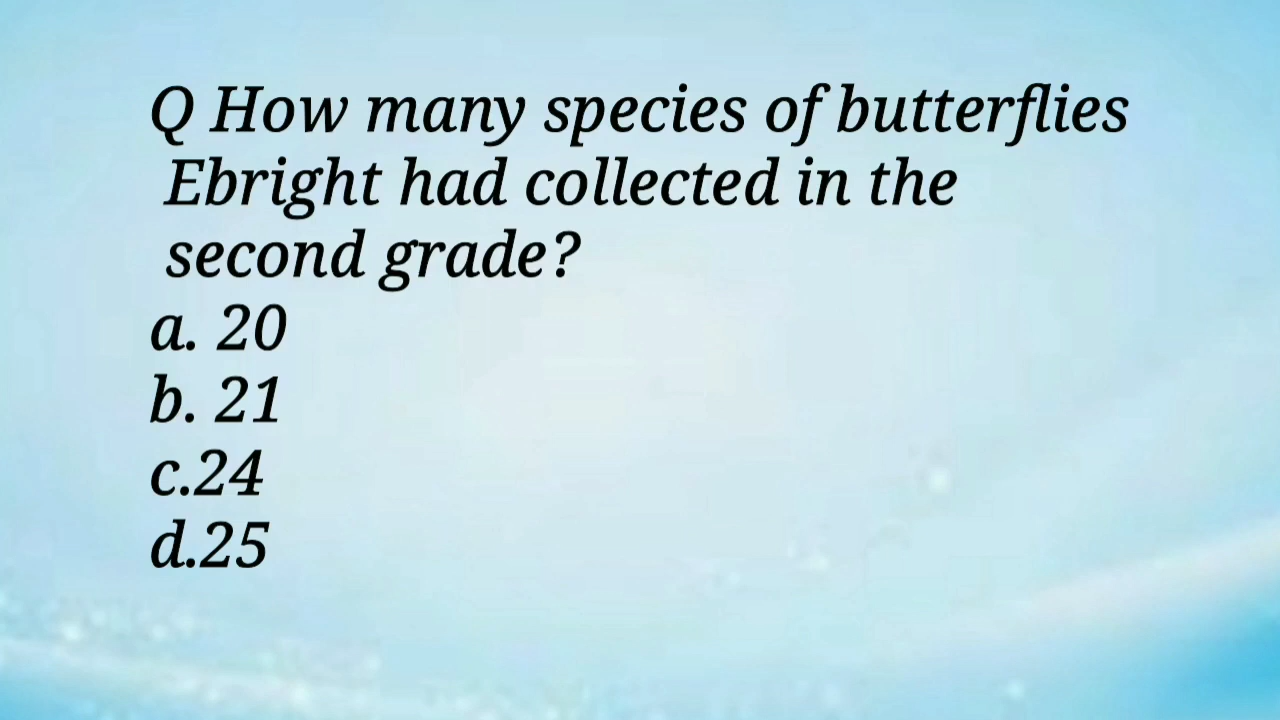 Q How many species of butterflies
Ebright had collected in the
second grade?
a. 20
b. 21
c.24
d.25